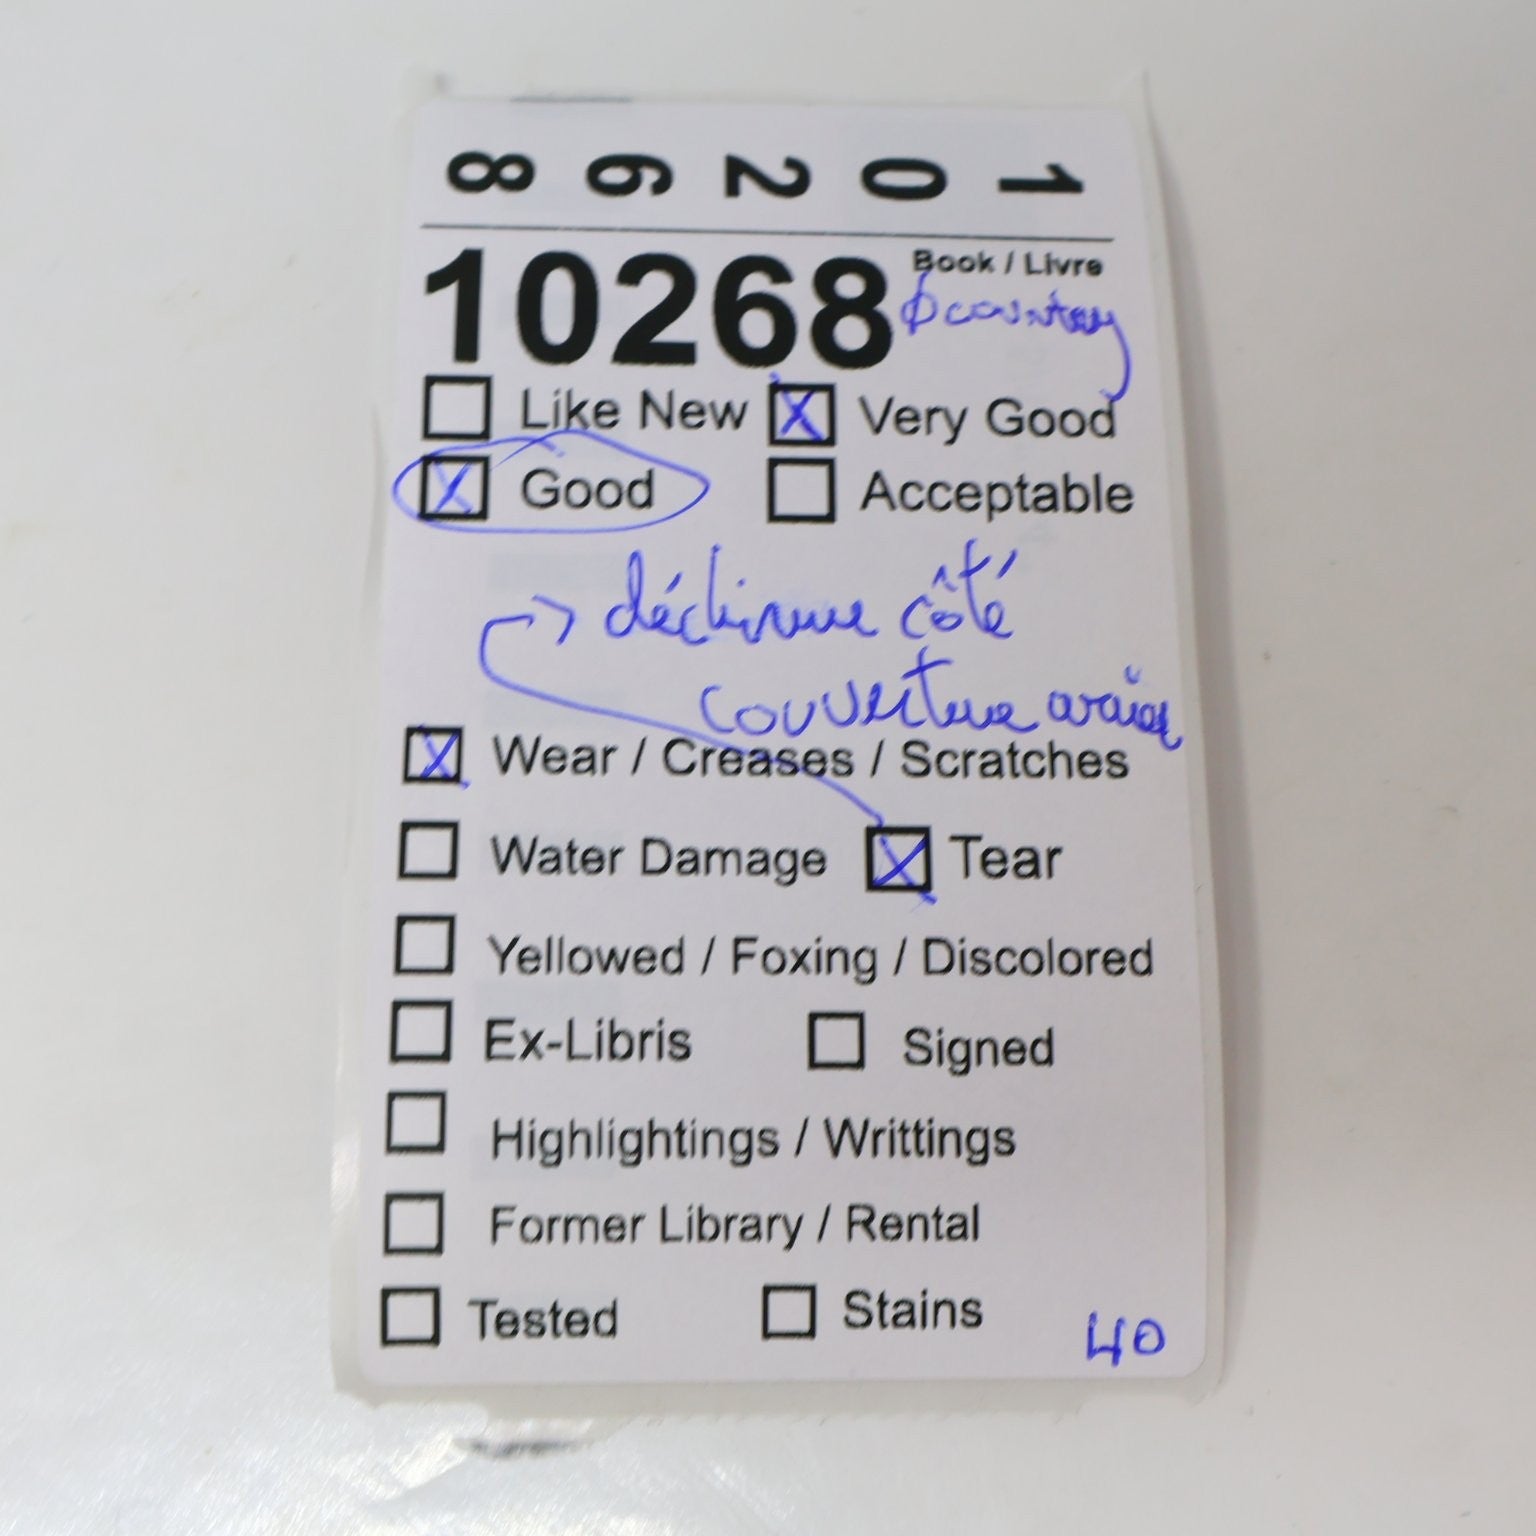 8 6 2 0 1
10268 Book / Livre
Like New X Very Good
X Good Acceptable
déchirure côté
couverture arrière
X Wear / Creases / Scratches
Water Damage X Tear
Yellowed / Foxing / Discolored
Ex-Libris Signed
Highlightings / Writtings
Former Library / Rental
Tested Stains
40